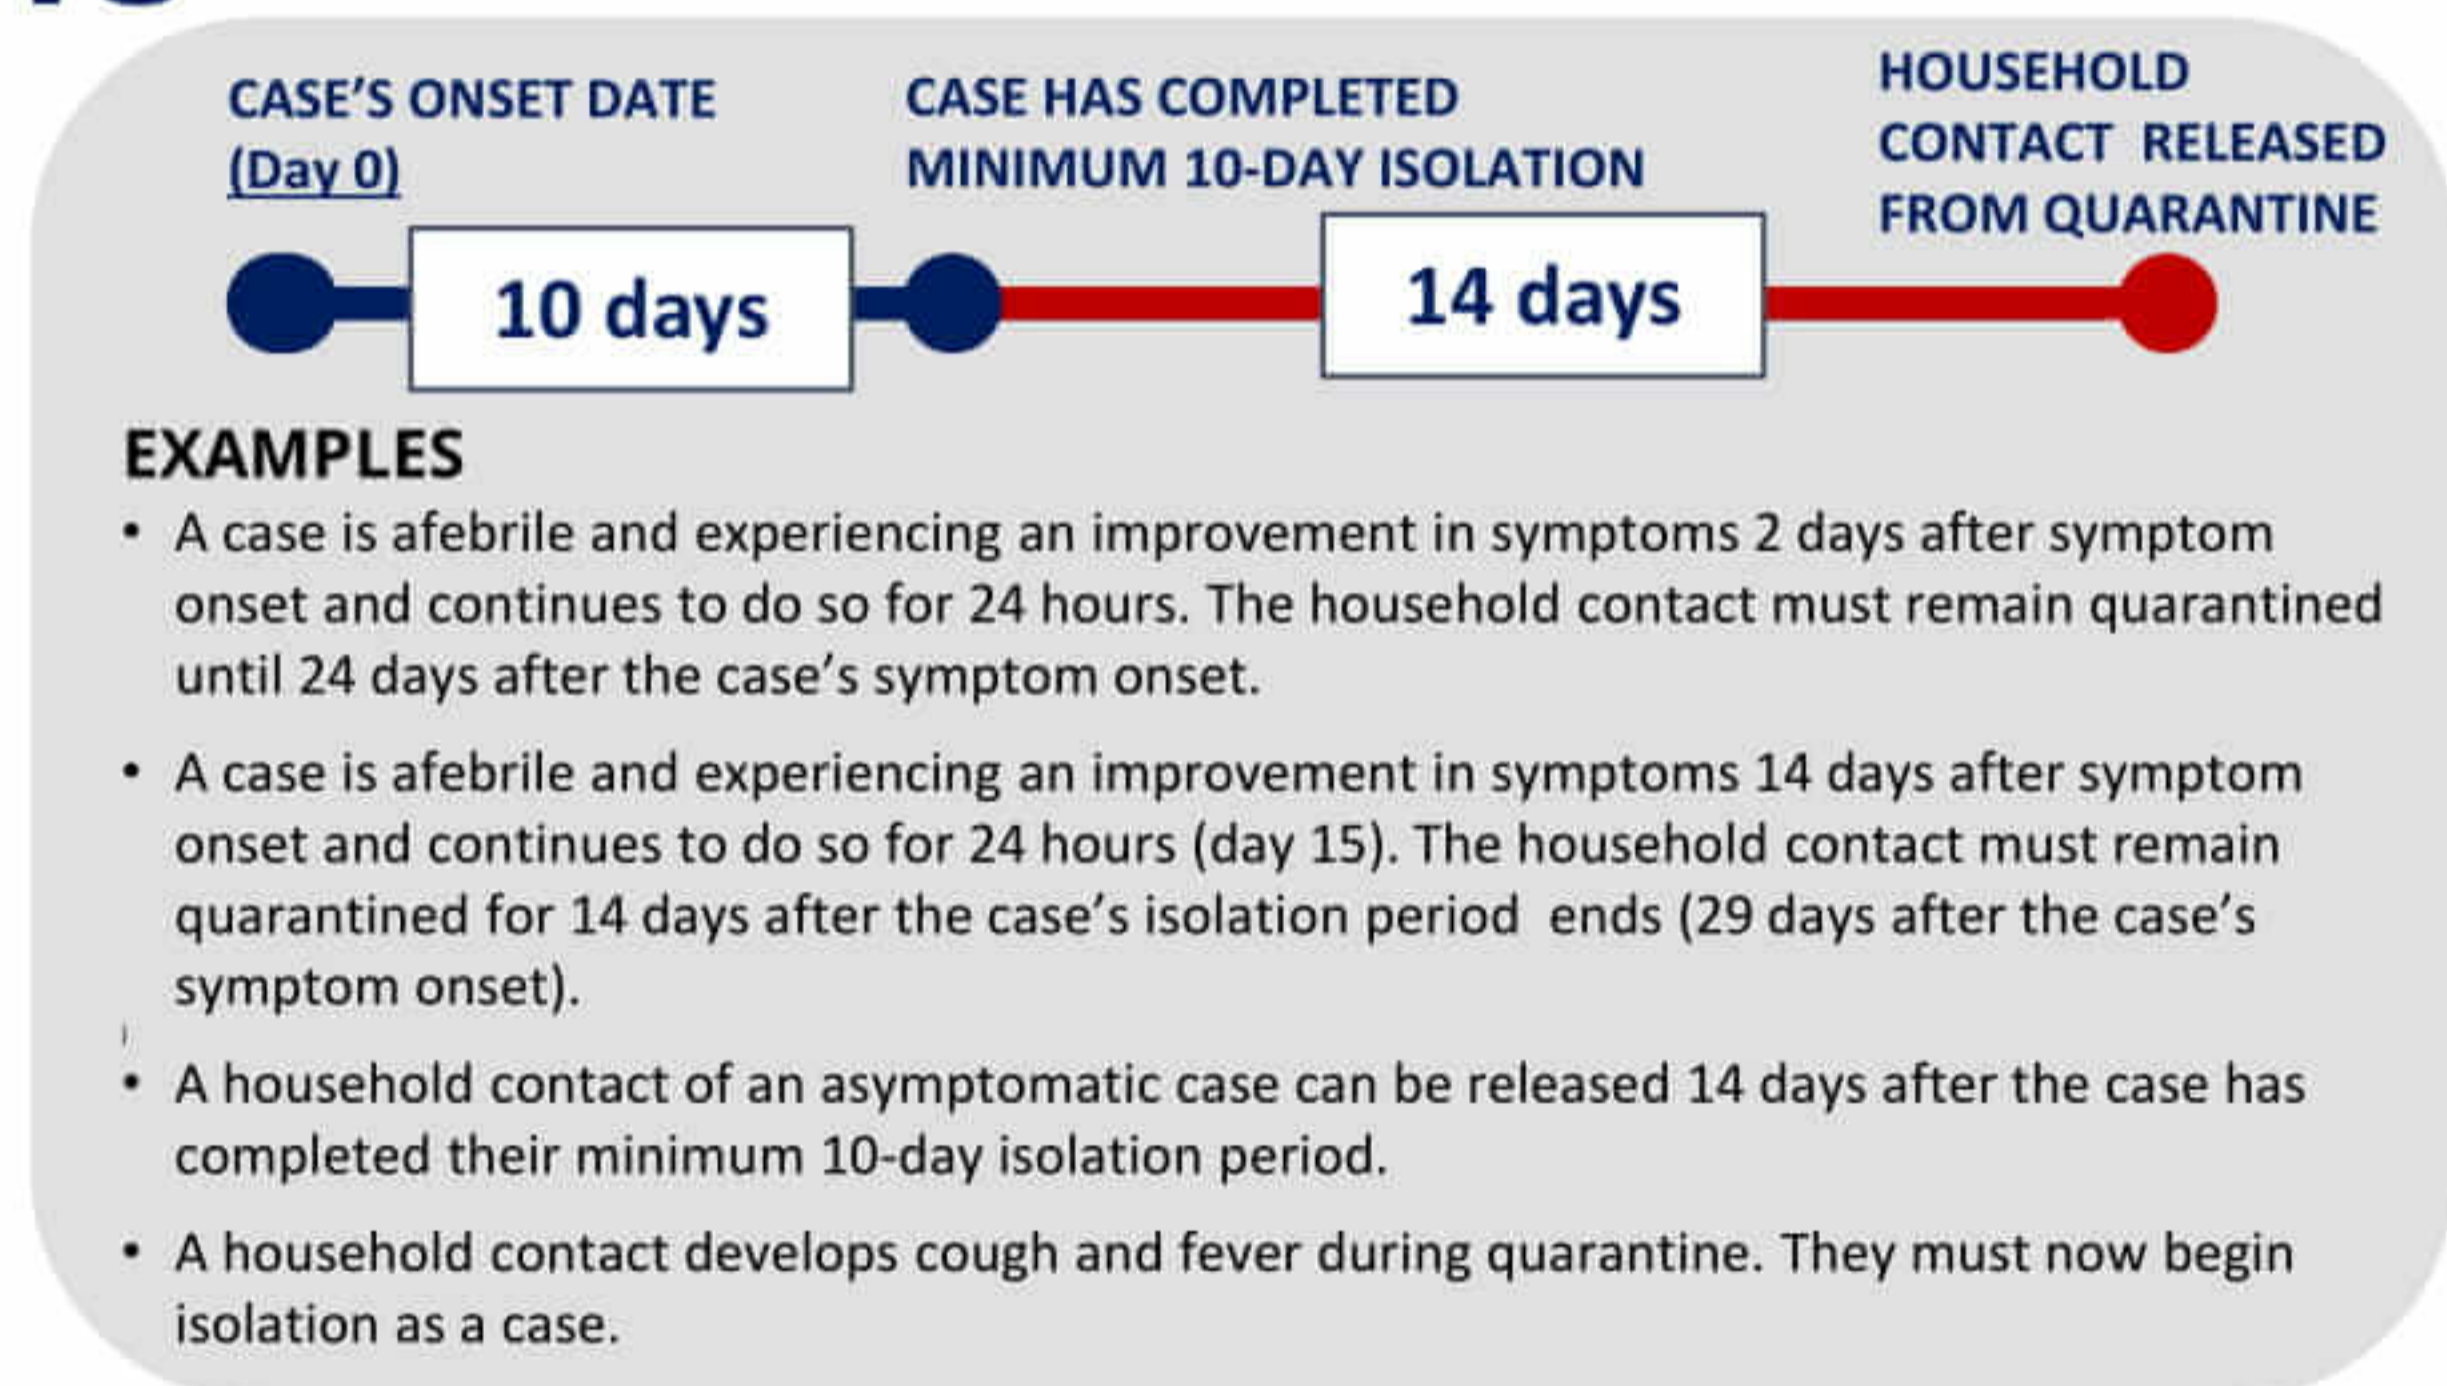 CASE'S ONSET DATE
(Day 0)
CASE HAS COMPLETED
MINIMUM 10-DAY ISOLATION
HOUSEHOLD
CONTACT RELEASED
FROM QUARANTINE
10 days
14 days
EXAMPLES
• A case is afebrile and experiencing an improvement in symptoms 2 days after symptom
onset and continues to do so for 24 hours. The household contact must remain quarantined
until 24 days after the case's symptom onset.
• A case is afebrile and experiencing an improvement in symptoms 14 days after symptom
onset and continues to do so for 24 hours (day 15). The household contact must remain
quarantined for 14 days after the case's isolation period ends (29 days after the case's
symptom onset).
• A household contact of an asymptomatic case can be released 14 days after the case has
completed their minimum 10-day isolation period.
• A household contact develops cough and fever during quarantine. They must now begin
isolation as a case.